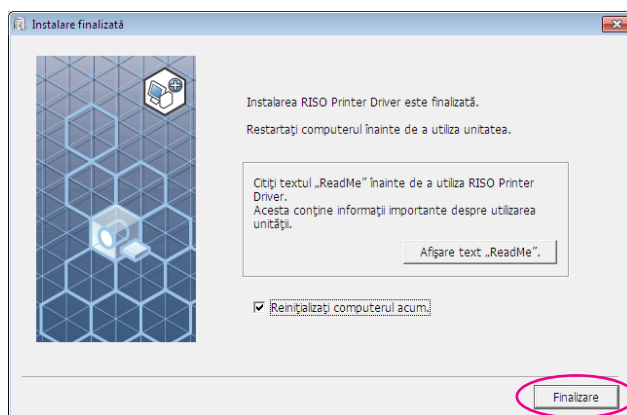 Instalare finalizată
Instalarea RISO Printer Driver este finalizată.
Restartați computerul înainte de a utiliza unitatea.
Citiți textul „ReadMe” înainte de a utiliza RISO Printer
Driver.
Acesta conține informații importante despre utilizarea
unității.
Afișare text „ReadMe”.
Reinițializați computerul acum.
Finalizare